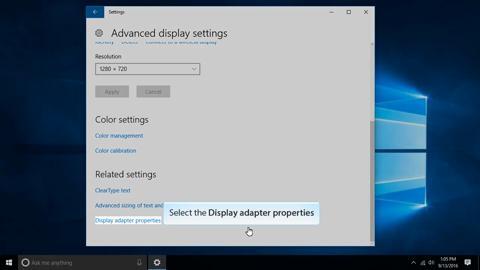 Settings
Advanced display settings
Identify Detect Connect to a wireless display
Resolution
1280 × 720
Apply Cancel
Color settings
Color management
Color calibration
Related settings
ClearType text
Advanced sizing of text and
Display adapter properties
Select the Display adapter properties
Ask me anything
1:05 PM
9/13/2016